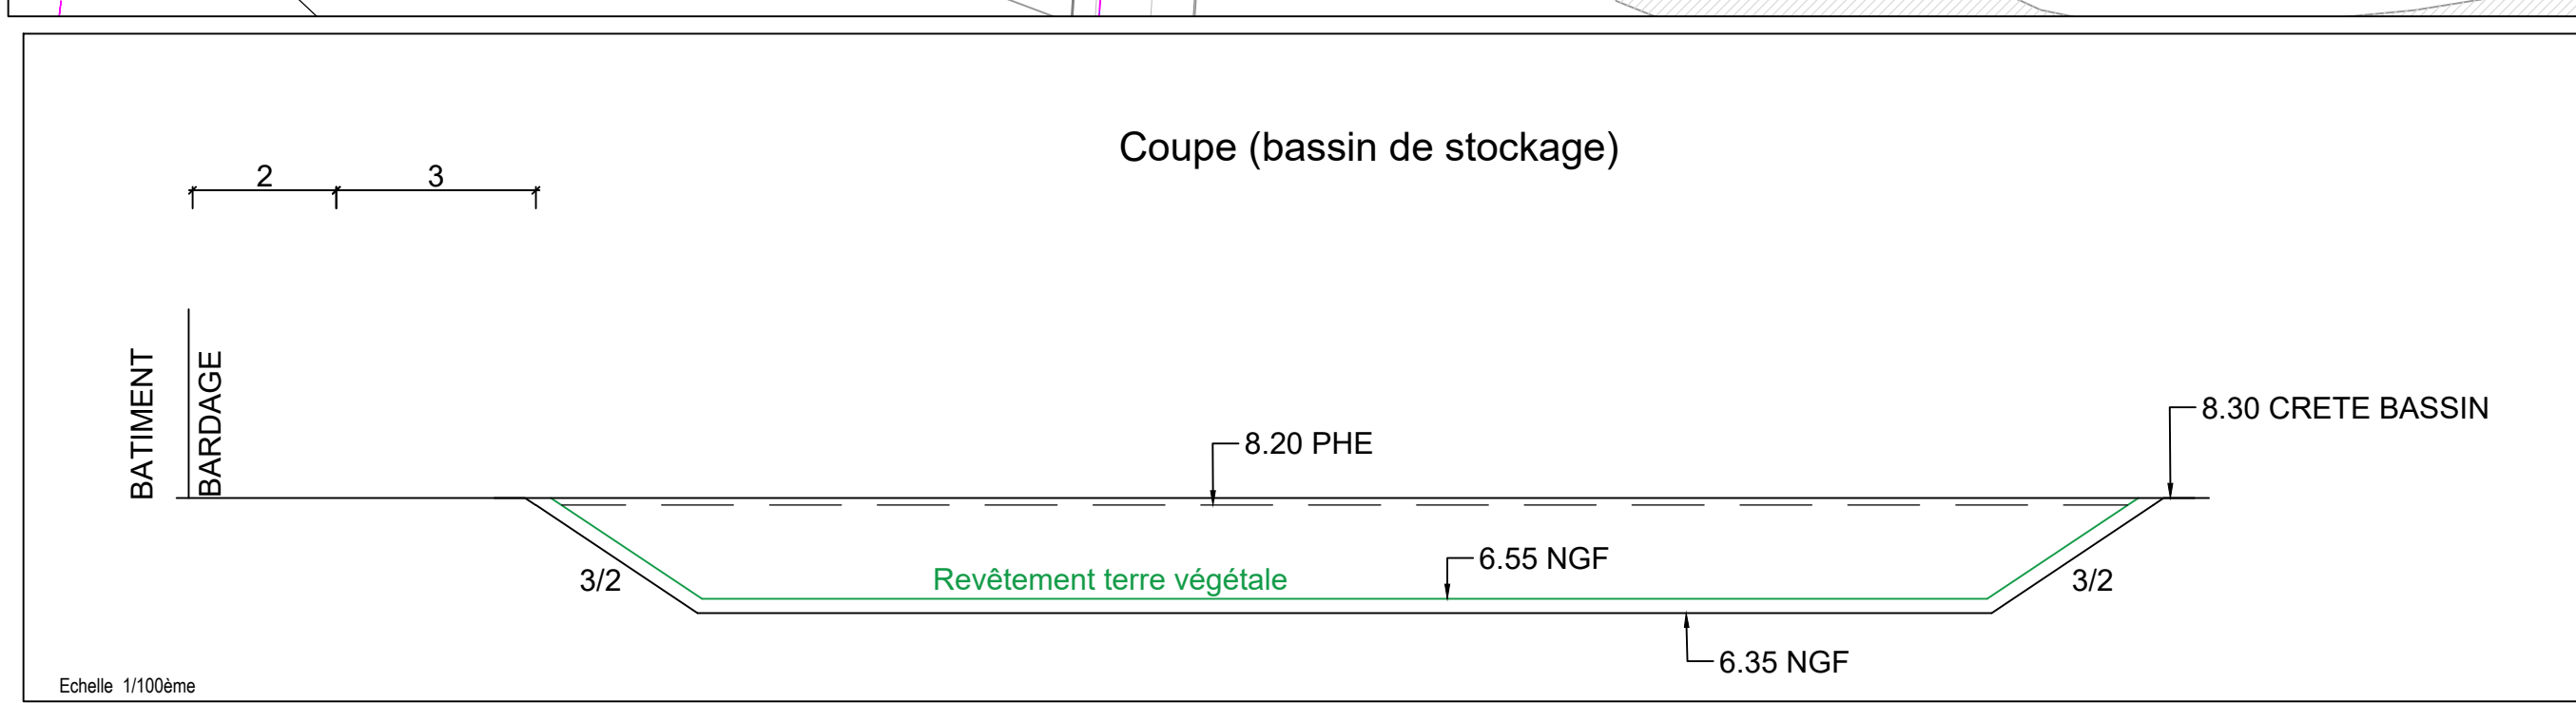 Coupe (bassin de stockage)
2
3
BATIMENT
BARDAGE
8.30 CRETE BASSIN
8.20 PHE
6.55 NGF
Revêtement terre végétale
3/2
3/2
6.35 NGF
Echelle 1/100ème